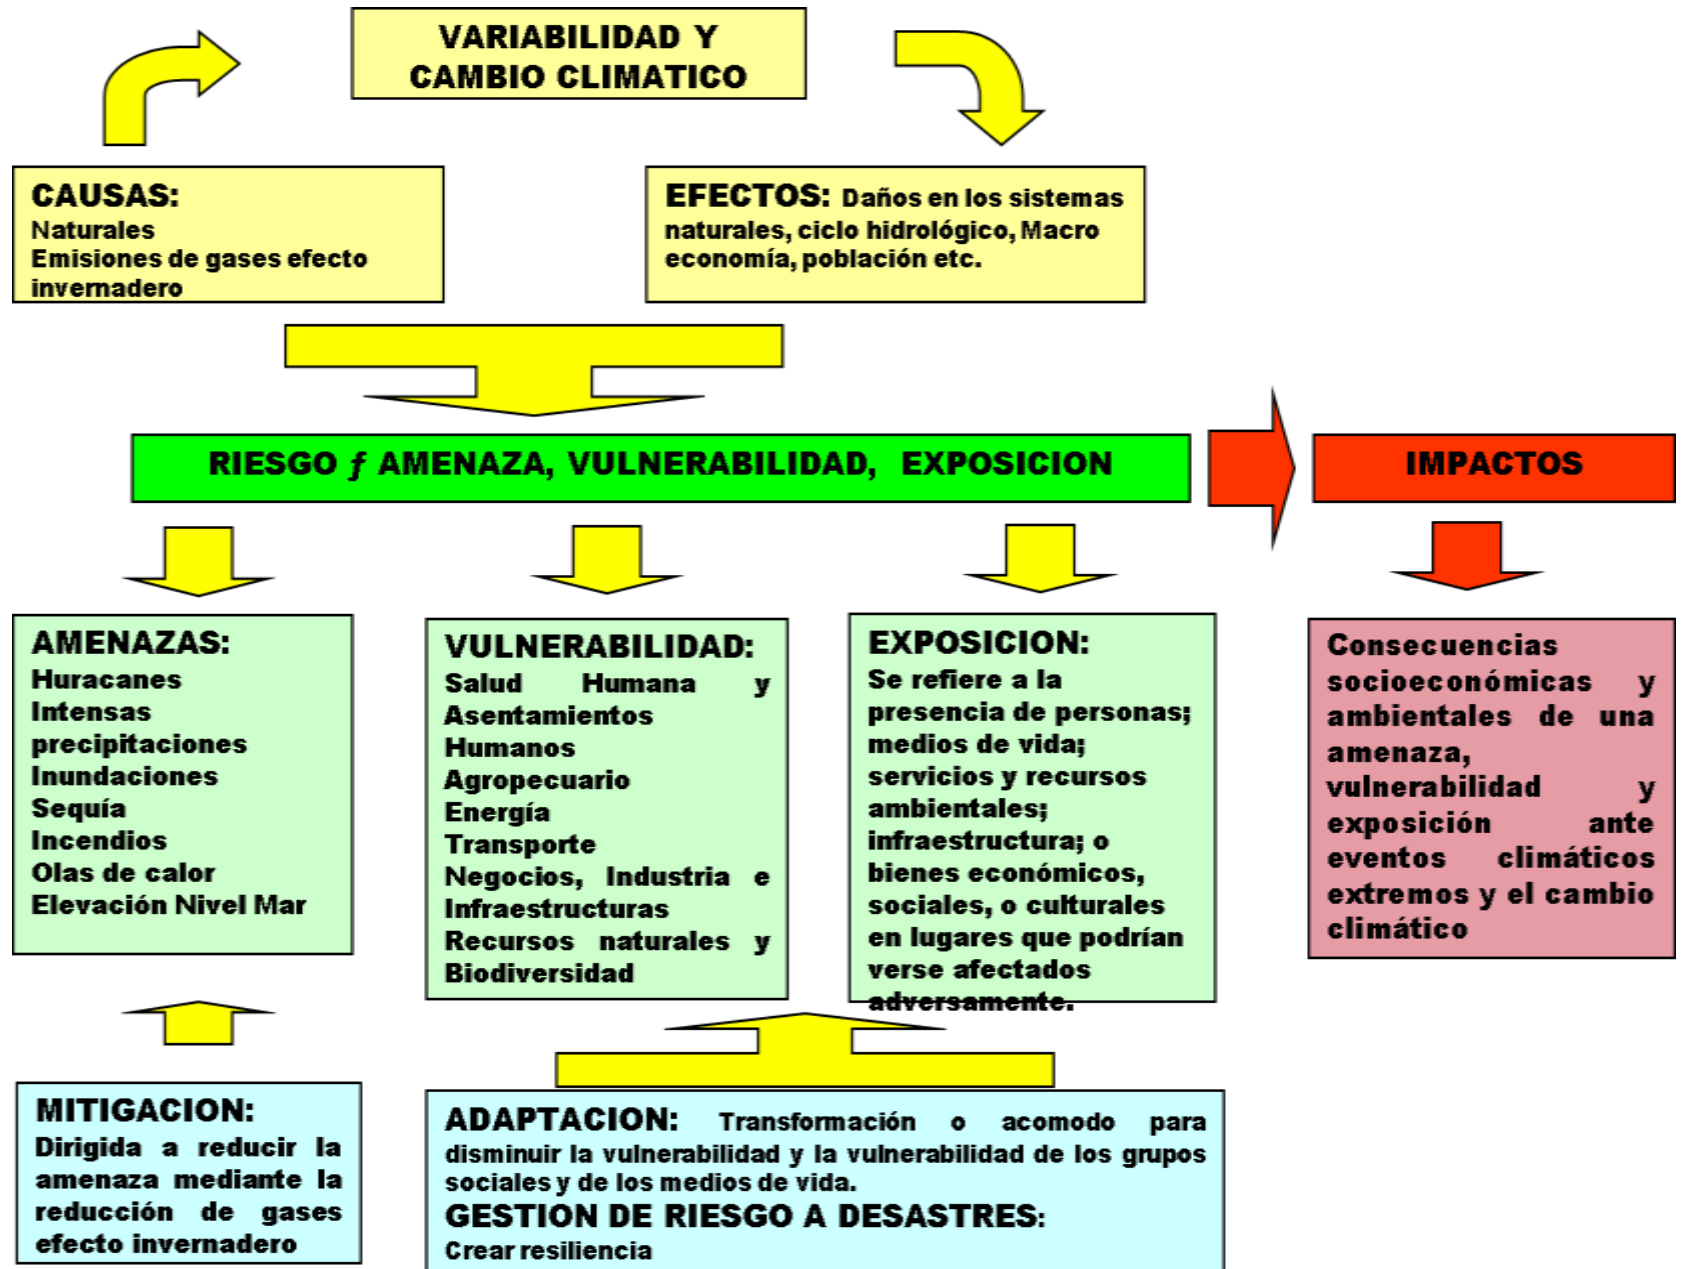 VARIABILIDAD Y
CAMBIO CLIMATICO
CAUSAS:
Naturales
Emisiones de gases efecto
invernadero
EFECTOS: Daños en los sistemas
naturales, ciclo hidrológico, Macro
economía, población etc.
RIESGO ƒ AMENAZA, VULNERABILIDAD, EXPOSICION
IMPACTOS
AMENAZAS:
Huracanes
Intensas
precipitaciones
Inundaciones
Sequía
Incendios
Olas de calor
Elevación Nivel Mar
VULNERABILIDAD:
Salud Humana y
Asentamientos
Humanos
Agropecuario
Energía
Transporte
Negocios, Industria e
Infraestructuras
Recursos naturales y
Biodiversidad
EXPOSICION:
Se refiere a la
presencia de personas;
medios de vida;
servicios y recursos
ambientales;
infraestructura; o
bienes económicos,
sociales, o culturales
en lugares que podrían
verse afectados
adversamente.
Consecuencias
socioeconómicas y
ambientales de una
amenaza,
vulnerabilidad y
exposición ante
eventos climáticos
extremos y el cambio
climático
MITIGACION:
Dirigida a reducir la
amenaza mediante la
reducción de gases
efecto invernadero
ADAPTACION: Transformación o acomodo para
disminuir la vulnerabilidad y la vulnerabilidad de los grupos
sociales y de los medios de vida.
GESTION DE RIESGO A DESASTRES:
Crear resiliencia